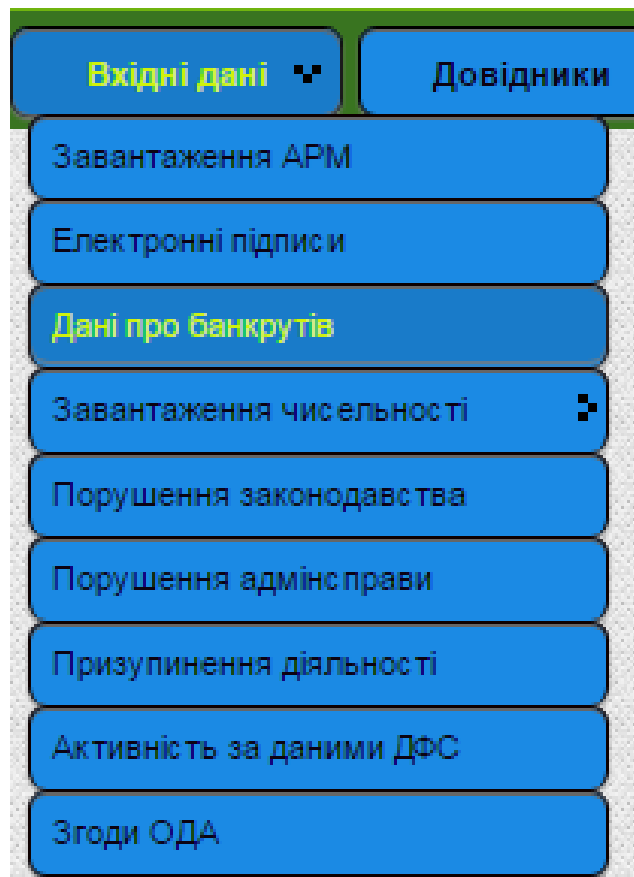 Вхідні дані
Довідники
Завантаження АРМ
Електронні підписи
Дані про банкрутів
Завантаження чисельності
Порушення законодавства
Порушення адмінсправи
Призупинення діяльності
Активність за даними ДФС
Згоди ОДА